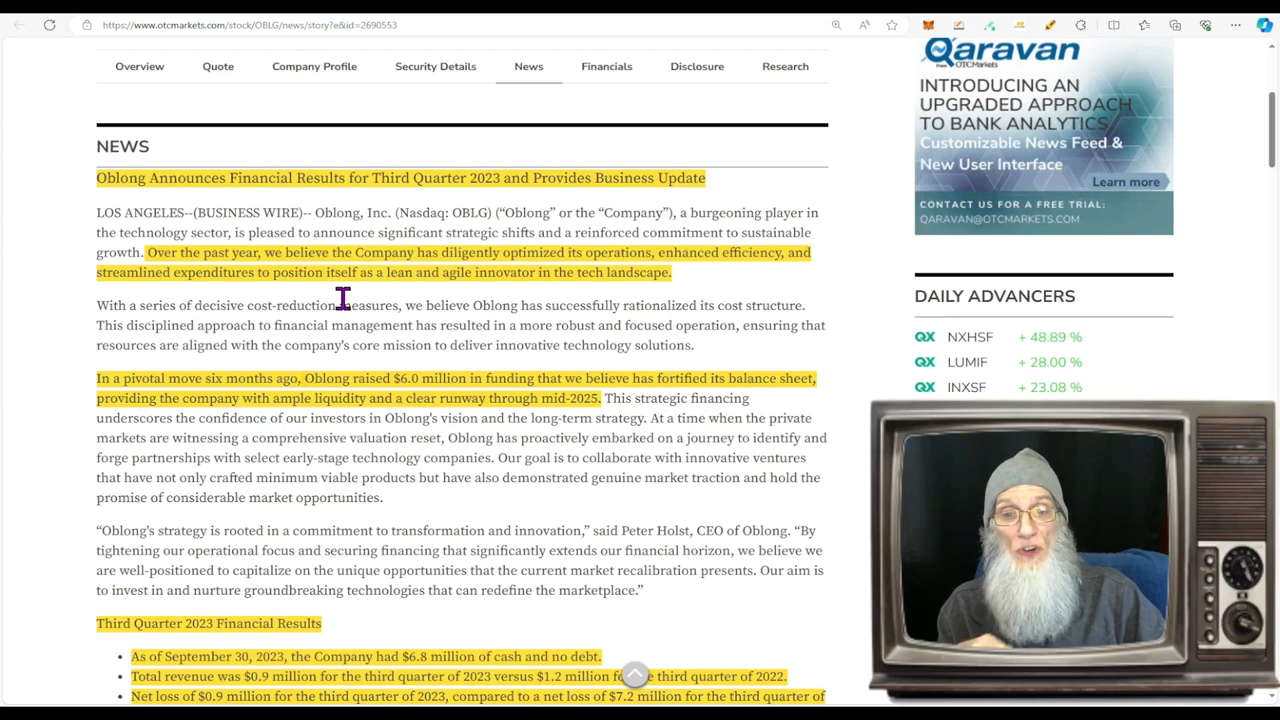 https://www.otcmarkets.com/stock/OBLG/news/story?e&id=2690553
Overview Quote Company Profile Security Details News Financials Disclosure Research
NEWS
Oblong Announces Financial Results for Third Quarter 2023 and Provides Business Update
LOS ANGELES--(BUSINESS WIRE)-- Oblong, Inc. (Nasdaq: OBLG) (“Oblong” or the “Company”), a burgeoning player in
the technology sector, is pleased to announce significant strategic shifts and a reinforced commitment to sustainable
growth. Over the past year, we believe the Company has diligently optimized its operations, enhanced efficiency, and
streamlined expenditures to position itself as a lean and agile innovator in the tech landscape.
With a series of decisive cost-reduction measures, we believe Oblong has successfully rationalized its cost structure.
This disciplined approach to financial management has resulted in a more robust and focused operation, ensuring that
resources are aligned with the company's core mission to deliver innovative technology solutions.
In a pivotal move six months ago, Oblong raised $6.0 million in funding that we believe has fortified its balance sheet,
providing the company with ample liquidity and a clear runway through mid-2025. This strategic financing
underscores the confidence of our investors in Oblong's vision and the long-term strategy. At a time when the private
markets are witnessing a comprehensive valuation reset, Oblong has proactively embarked on a journey to identify and
forge partnerships with select early-stage technology companies. Our goal is to collaborate with innovative ventures
that have not only crafted minimum viable products but have also demonstrated genuine market traction and hold the
promise of considerable market opportunities.
“Oblong's strategy is rooted in a commitment to transformation and innovation,” said Peter Holst, CEO of Oblong. “By
tightening our operational focus and securing financing that significantly extends our financial horizon, we believe we
are well-positioned to capitalize on the unique opportunities that the current market recalibration presents. Our aim is
to invest in and nurture groundbreaking technologies that can redefine the marketplace.”
Third Quarter 2023 Financial Results
• As of September 30, 2023, the Company had $6.8 million of cash and no debt.
• Total revenue was $0.9 million for the third quarter of 2023 versus $1.2 million for the third quarter of 2022.
• Net loss of $0.9 million for the third quarter of 2023, compared to a net loss of $7.2 million for the third quarter of
Qaravan
From OTCMarkets
INTRODUCING AN
UPGRADED APPROACH
TO BANK ANALYTICS
Customizable News Feed &
New User Interface
Learn more
CONTACT US FOR A FREE TRIAL:
QARAVAN@OTCMARKETS.COM
DAILY ADVANCERS
QX NXHSF + 48.89 %
QX LUMIF + 28.00 %
QX INXSF + 23.08 %